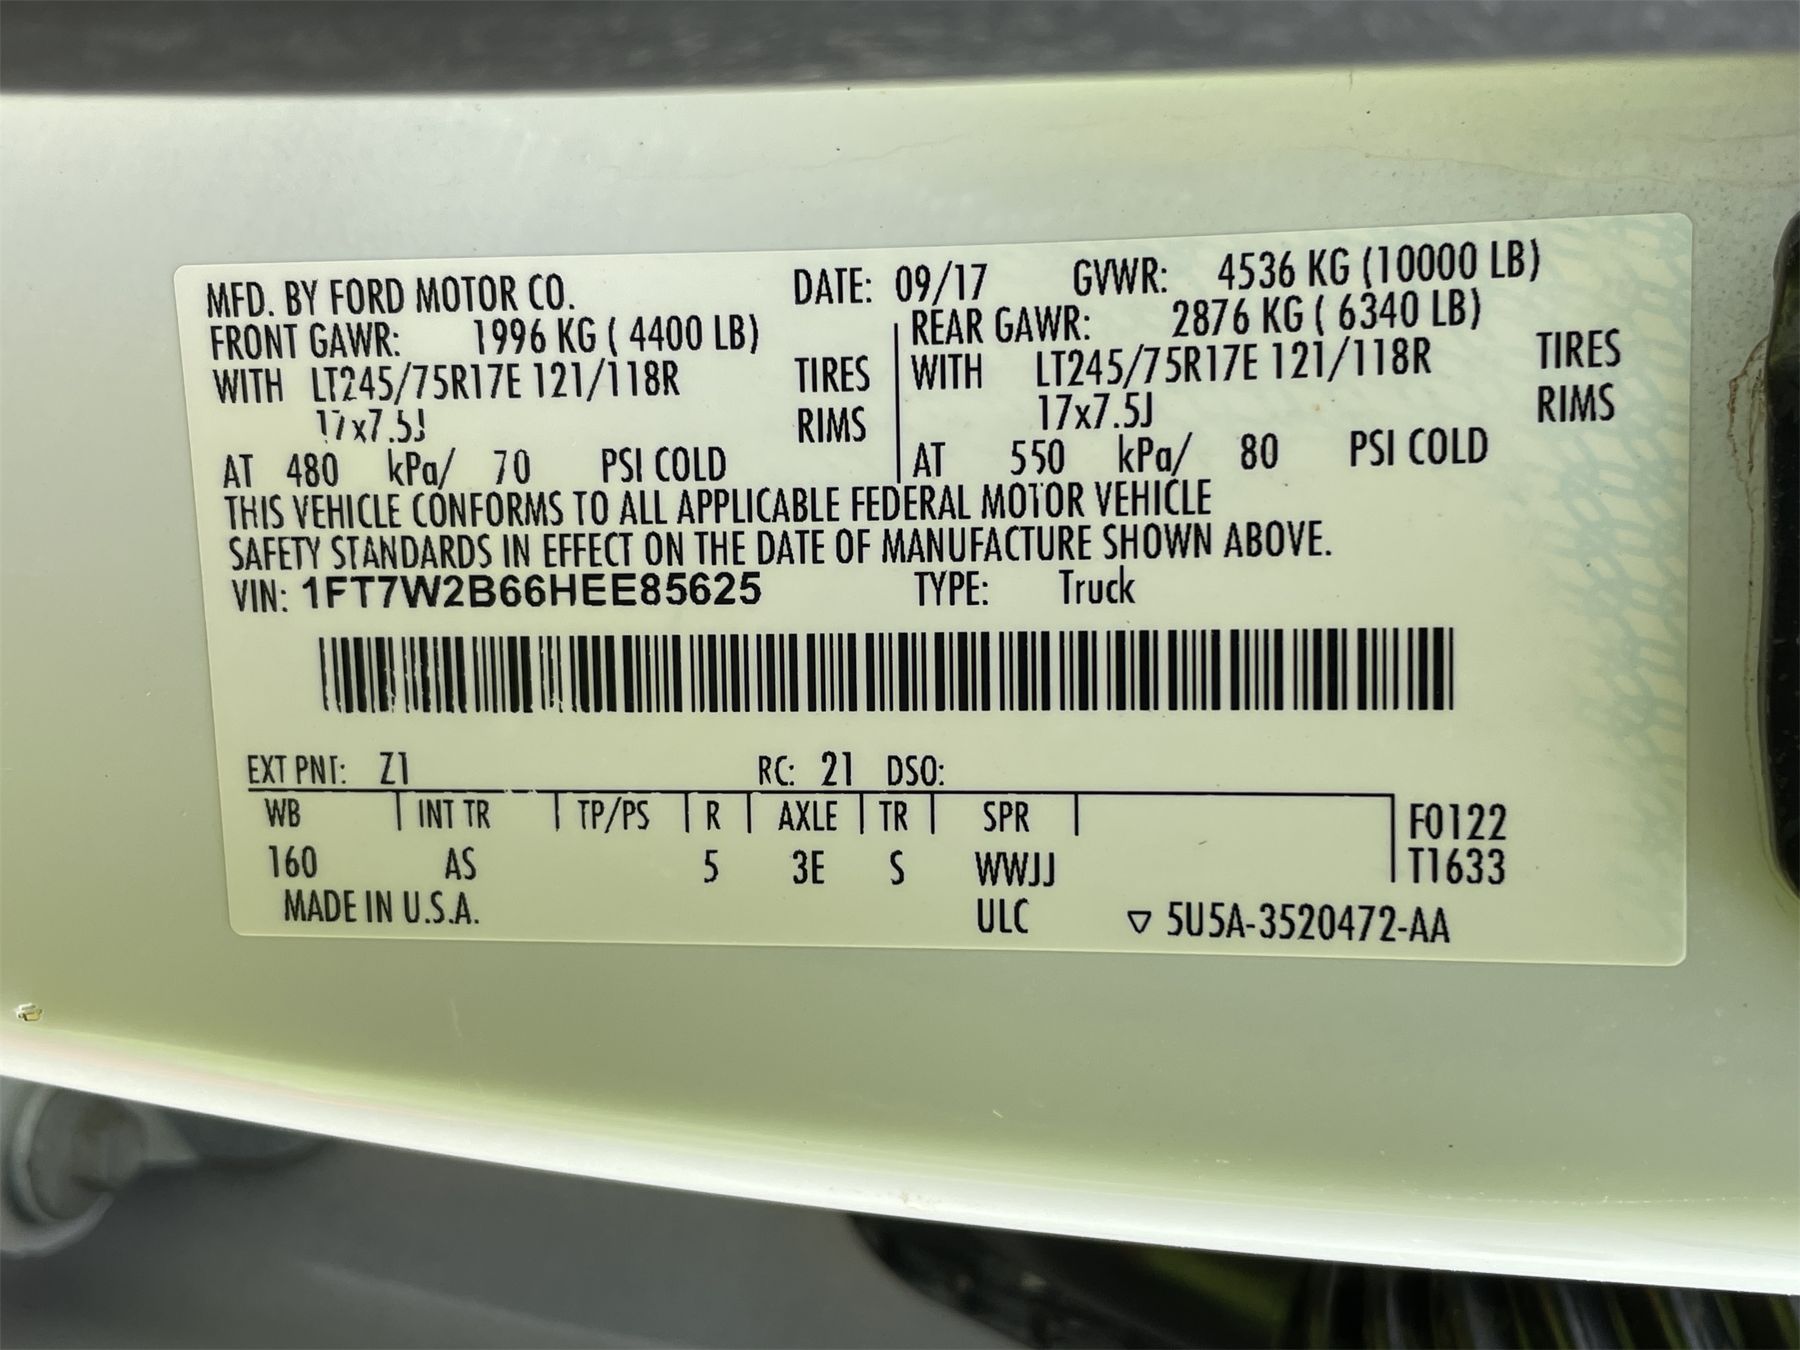 MFD. BY FORD MOTOR CO. DATE: 09/17 GVWR: 4536 KG (10000 LB)
FRONT GAWR: 1996 KG ( 4400 LB) REAR GAWR: 2876 KG ( 6340 LB)
WITH LT245/75R17E 121/118R TIRES WITH LT245/75R17E 121/118R TIRES
17x7.5J RIMS 17x7.5J RIMS
AT 480 kPa/ 70 PSI COLD AT 550 kPa/ 80 PSI COLD
THIS VEHICLE CONFORMS TO ALL APPLICABLE FEDERAL MOTOR VEHICLE
SAFETY STANDARDS IN EFFECT ON THE DATE OF MANUFACTURE SHOWN ABOVE.
VIN: 1FT7W2B66HEE85625 TYPE: Truck
EXT PNT: Z1 RC: 21 DSO:
WB INT TR TP/PS R AXLE TR SPR F0122
160 AS 5 3E S WWJJ T1633
MADE IN U.S.A. ULC ▽ 5U5A-3520472-AA